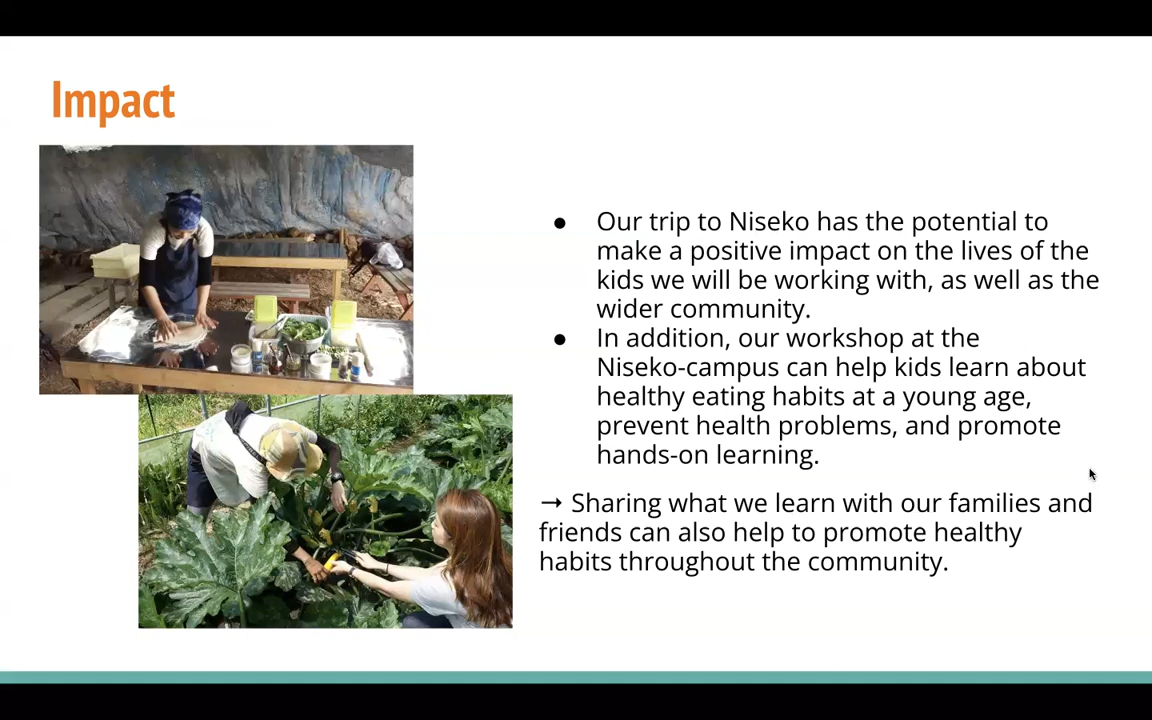 Impact
● Our trip to Niseko has the potential to
make a positive impact on the lives of the
kids we will be working with, as well as the
wider community.
● In addition, our workshop at the
Niseko-campus can help kids learn about
healthy eating habits at a young age,
prevent health problems, and promote
hands-on learning.
→ Sharing what we learn with our families and
friends can also help to promote healthy
habits throughout the community.